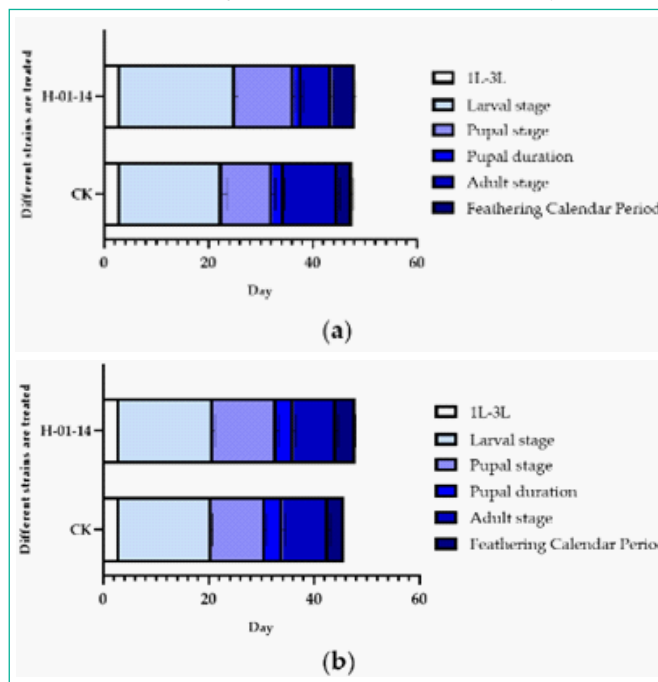 Different strains are treated
H-01-14
CK
0 20 40 60
Day
1L-3L
Larval stage
Pupal stage
Pupal duration
Adult stage
Feathering Calendar Period
(a)
Different strains are treated
H-01-14
CK
0 20 40 60
Day
1L-3L
Larval stage
Pupal stage
Pupal duration
Adult stage
Feathering Calendar Period
(b)